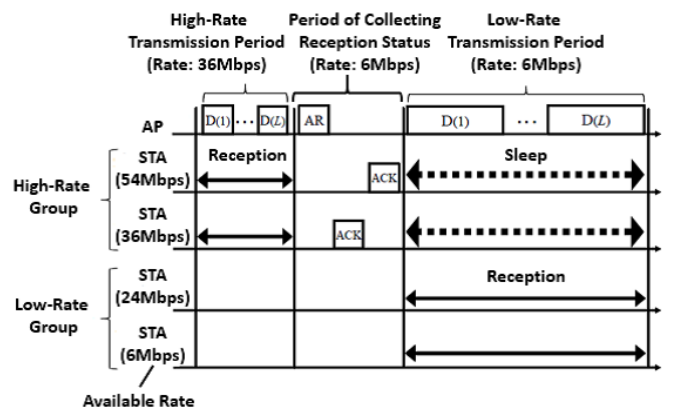 High-Rate
Transmission Period
(Rate: 36Mbps)
Period of Collecting
Reception Status
(Rate: 6Mbps)
Low-Rate
Transmission Period
(Rate: 6Mbps)
AP
D(1)
...
D(L)
AR
D(1)
...
D(L)
High-Rate
Group
STA
(54Mbps)
Reception
ACK
Sleep
STA
(36Mbps)
ACK
Low-Rate
Group
STA
(24Mbps)
Reception
STA
(6Mbps)
Available Rate